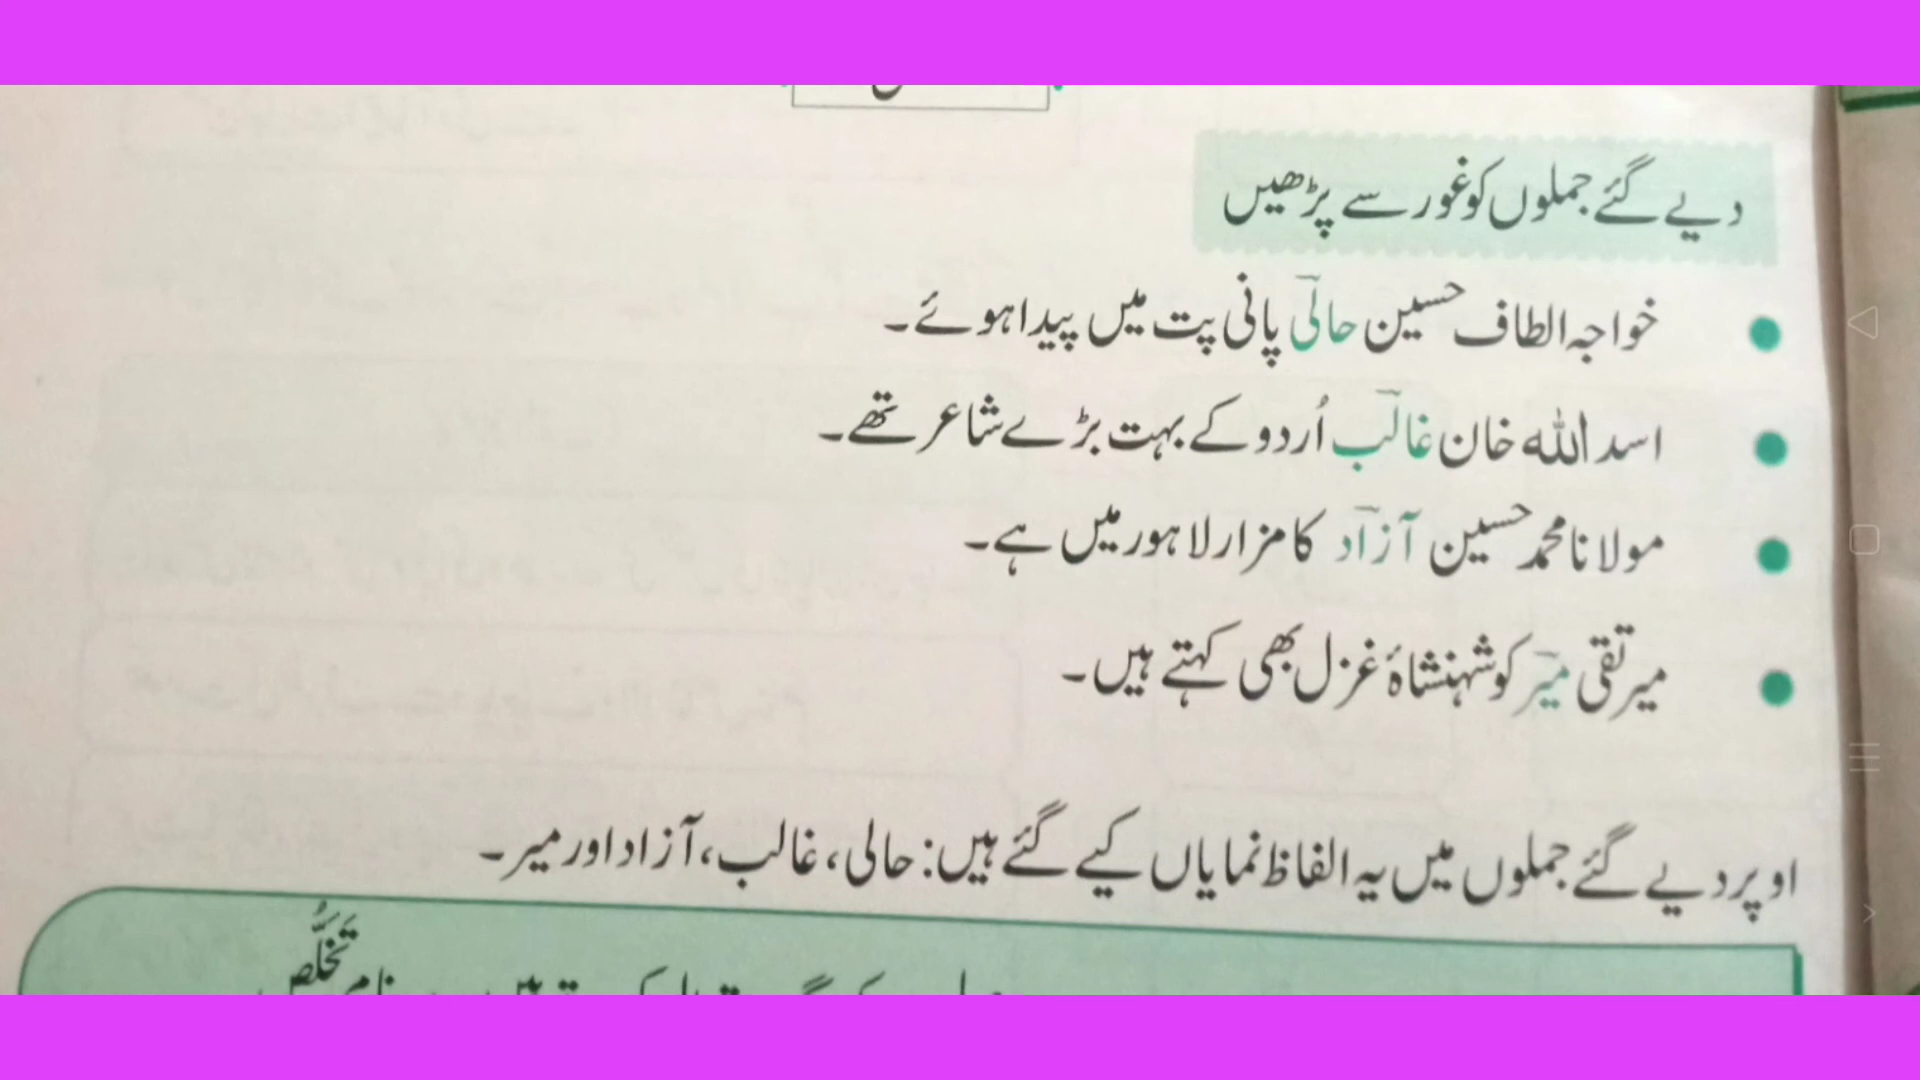 دیے گئے جملوں کو غور سے پڑھیں
خواجہ الطاف حسین حالیؔ پانی پت میں پیدا ہوئے۔
اسد اللہ خان غالبؔ اُردو کے بہت بڑے شاعر تھے۔
مولانا محمد حسین آزادؔ کا مزار لاہور میں ہے۔
میر تقی میرؔ کو شہنشاۂ غزل بھی کہتے ہیں۔
اوپر دیے گئے جملوں میں یہ الفاظ نمایاں کیے گئے ہیں: حالی، غالب، آزاد اور میر۔
تَخَلُّص